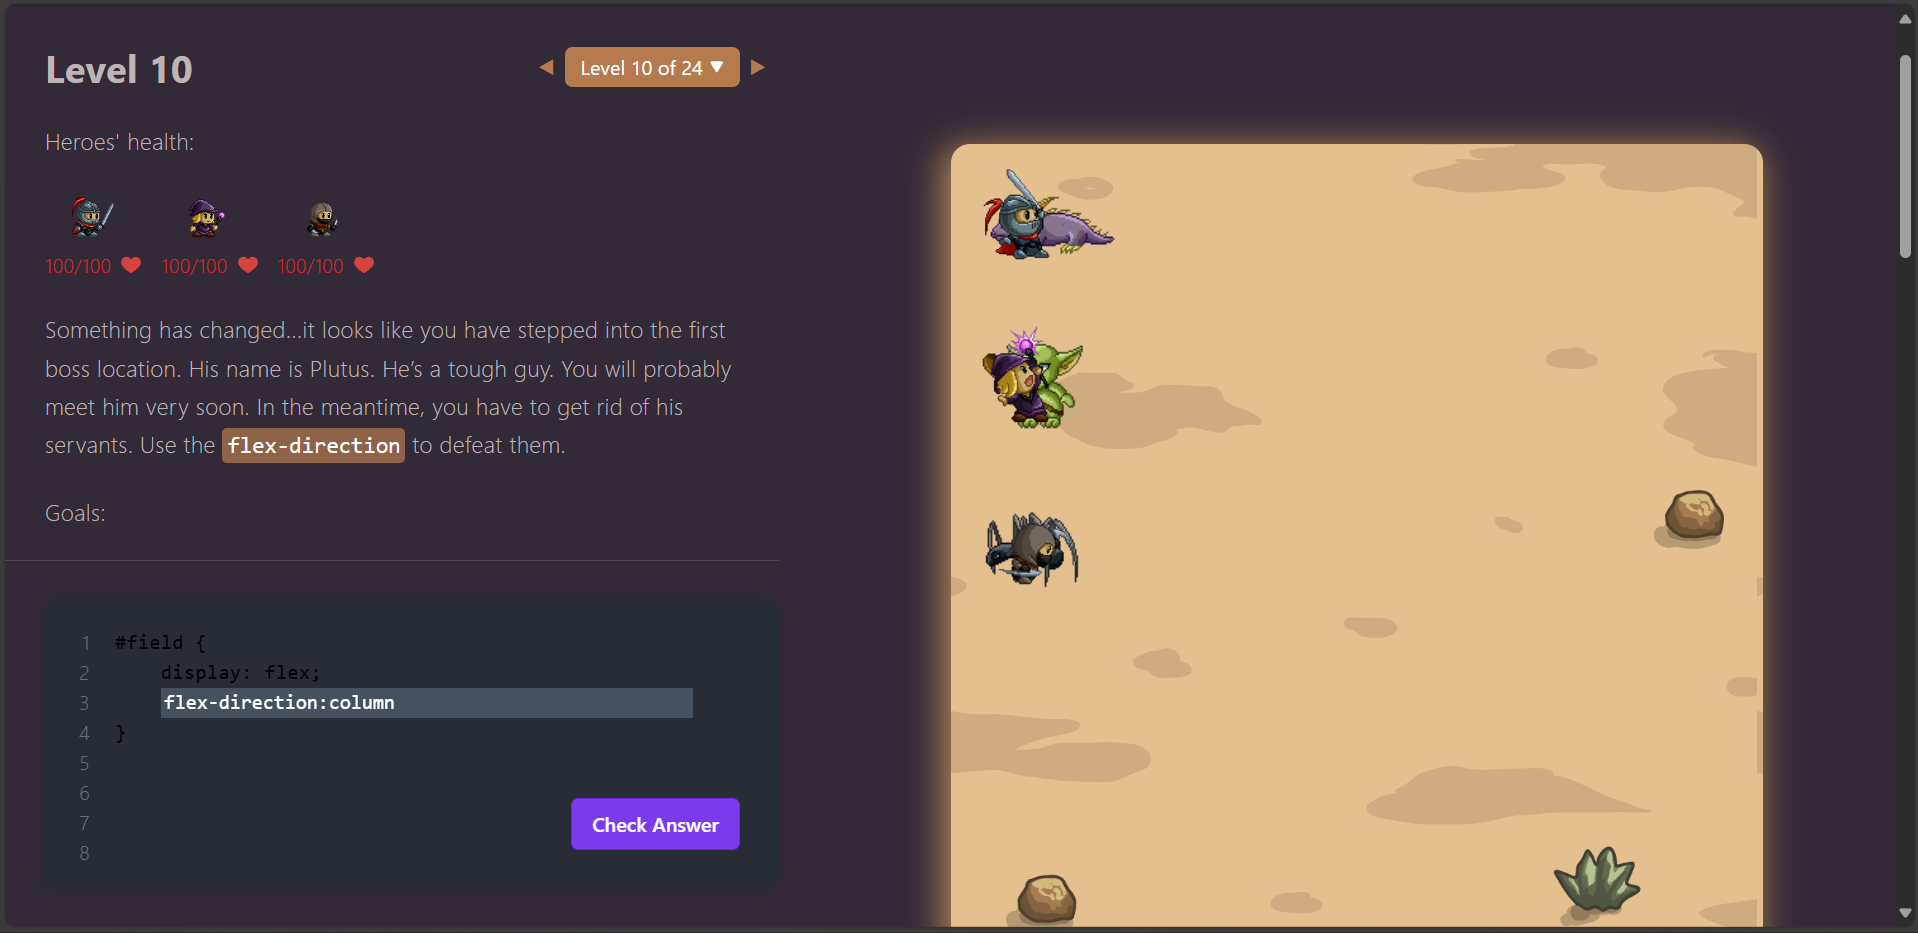 Level 10
◀ Level 10 of 24 ▼ ▶
Heroes' health:
100/100 100/100 100/100
Something has changed...it looks like you have stepped into the first
boss location. His name is Plutus. He’s a tough guy. You will probably
meet him very soon. In the meantime, you have to get rid of his
servants. Use the flex-direction to defeat them.
Goals:
1 #field {
2 display: flex;
3 flex-direction:column
4 }
5
6
7
8
Check Answer